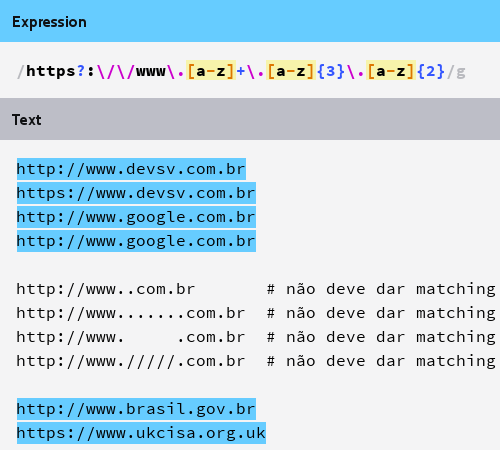 Expression
/https?:\/\/www\.[a-z]+\.[a-z]{3}\.[a-z]{2}/g
Text
http://www.devsv.com.br
https://www.devsv.com.br
http://www.google.com.br
http://www.google.com.br
http://www..com.br       # não deve dar matching
http://www.......com.br  # não deve dar matching
http://www.     .com.br  # não deve dar matching
http://www./////.com.br  # não deve dar matching
http://www.brasil.gov.br
https://www.ukcisa.org.uk